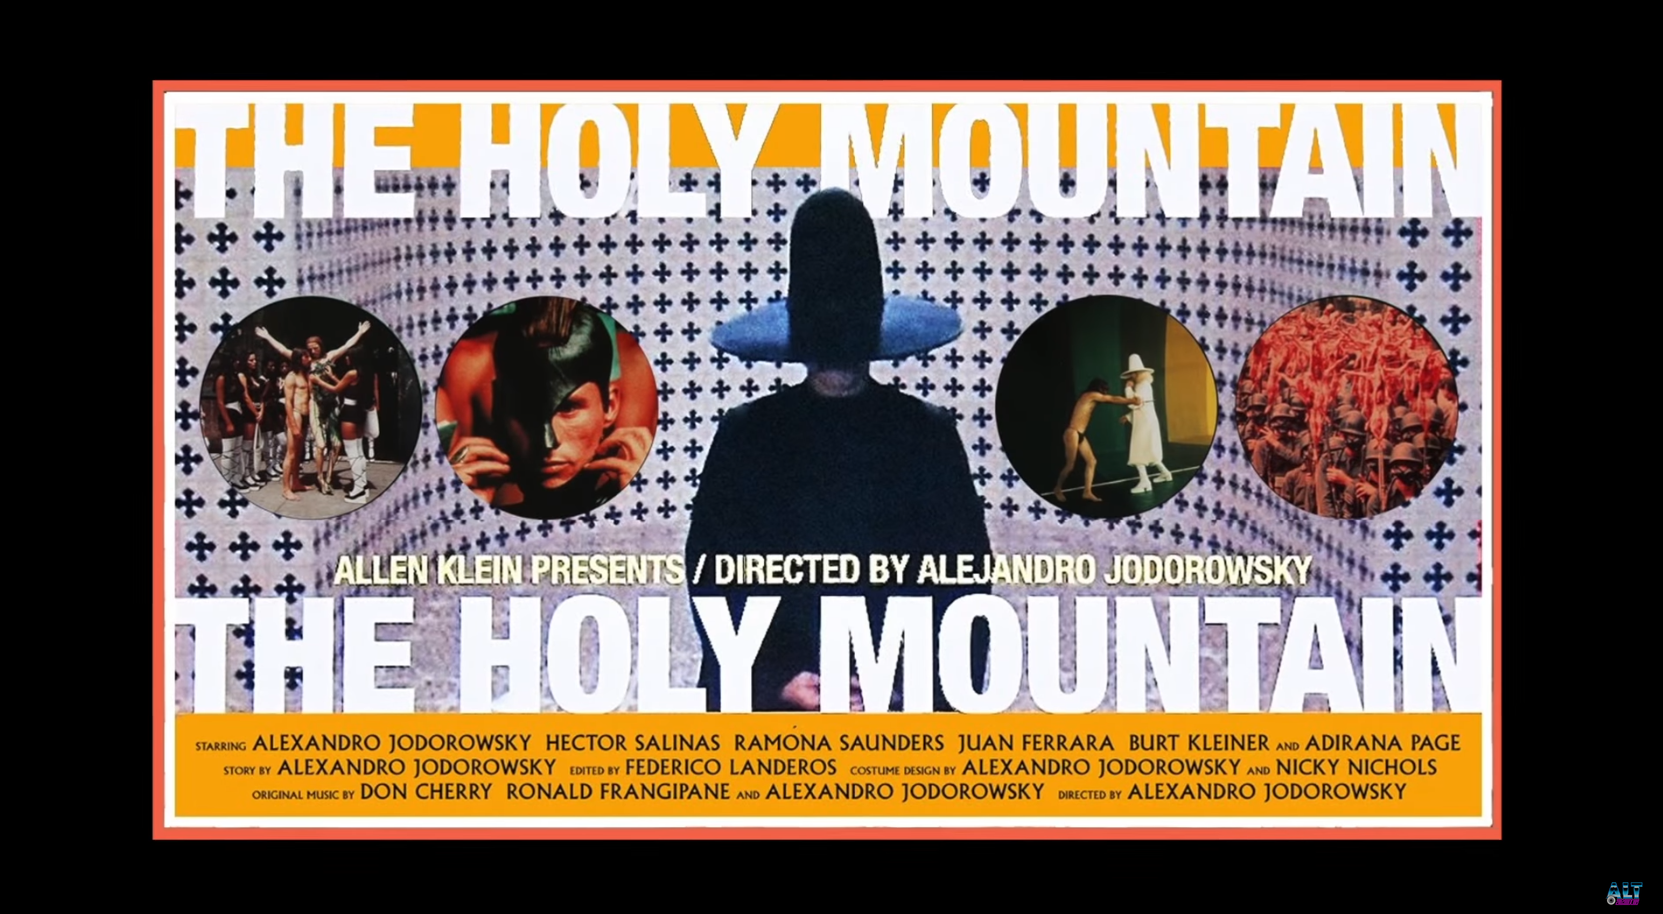 THE HOLY MOUNTAIN
ALLEN KLEIN PRESENTS / DIRECTED BY ALEJANDRO JODOROWSKY
THE HOLY MOUNTAIN
STARRING ALEXANDRO JODOROWSKY HECTOR SALINAS RAMONA SAUNDERS JUAN FERRARA BURT KLEINER AND ADIRANA PAGE
STORY BY ALEXANDRO JODOROWSKY EDITED BY FEDERICO LANDEROS COSTUME DESIGN BY ALEXANDRO JODOROWSKY AND NICKY NICHOLS
ORIGINAL MUSIC BY DON CHERRY RONALD FRANGIPANE AND ALEXANDRO JODOROWSKY DIRECTED BY ALEXANDRO JODOROWSKY
ALT